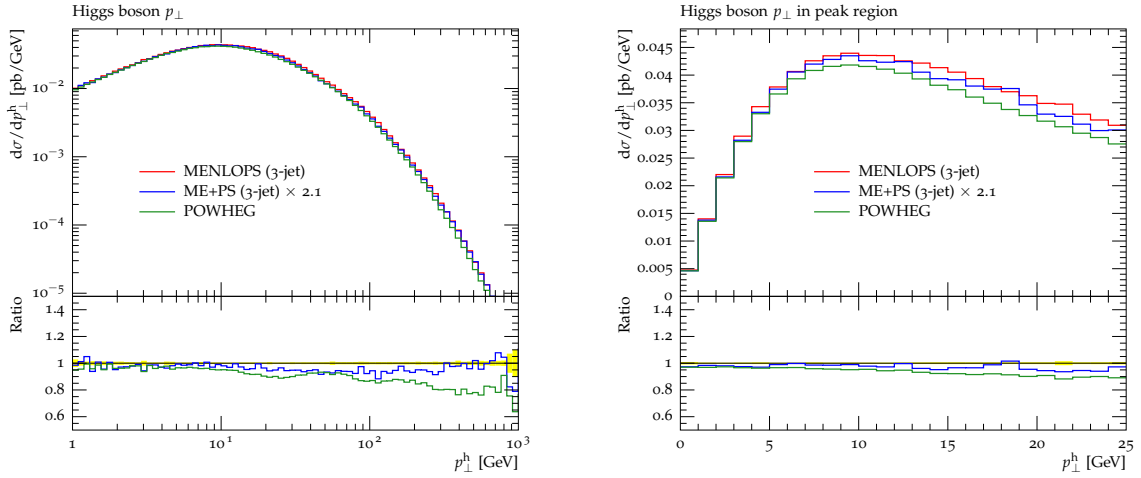 Higgs boson p⊥
dσ/dp⊥ʰ [pb/GeV]
10⁻²
10⁻³
10⁻⁴
10⁻⁵
MENLOPS (3-jet)
ME+PS (3-jet) × 2.1
POWHEG
Ratio
1.4
1.2
1
0.8
0.6
1 10¹ 10² 10³
p⊥ʰ [GeV]
Higgs boson p⊥ in peak region
dσ/dp⊥ʰ [pb/GeV]
0.045
0.04
0.035
0.03
0.025
0.02
0.015
0.01
0.005
0
MENLOPS (3-jet)
ME+PS (3-jet) × 2.1
POWHEG
Ratio
1.4
1.2
1
0.8
0.6
0 5 10 15 20 25
p⊥ʰ [GeV]